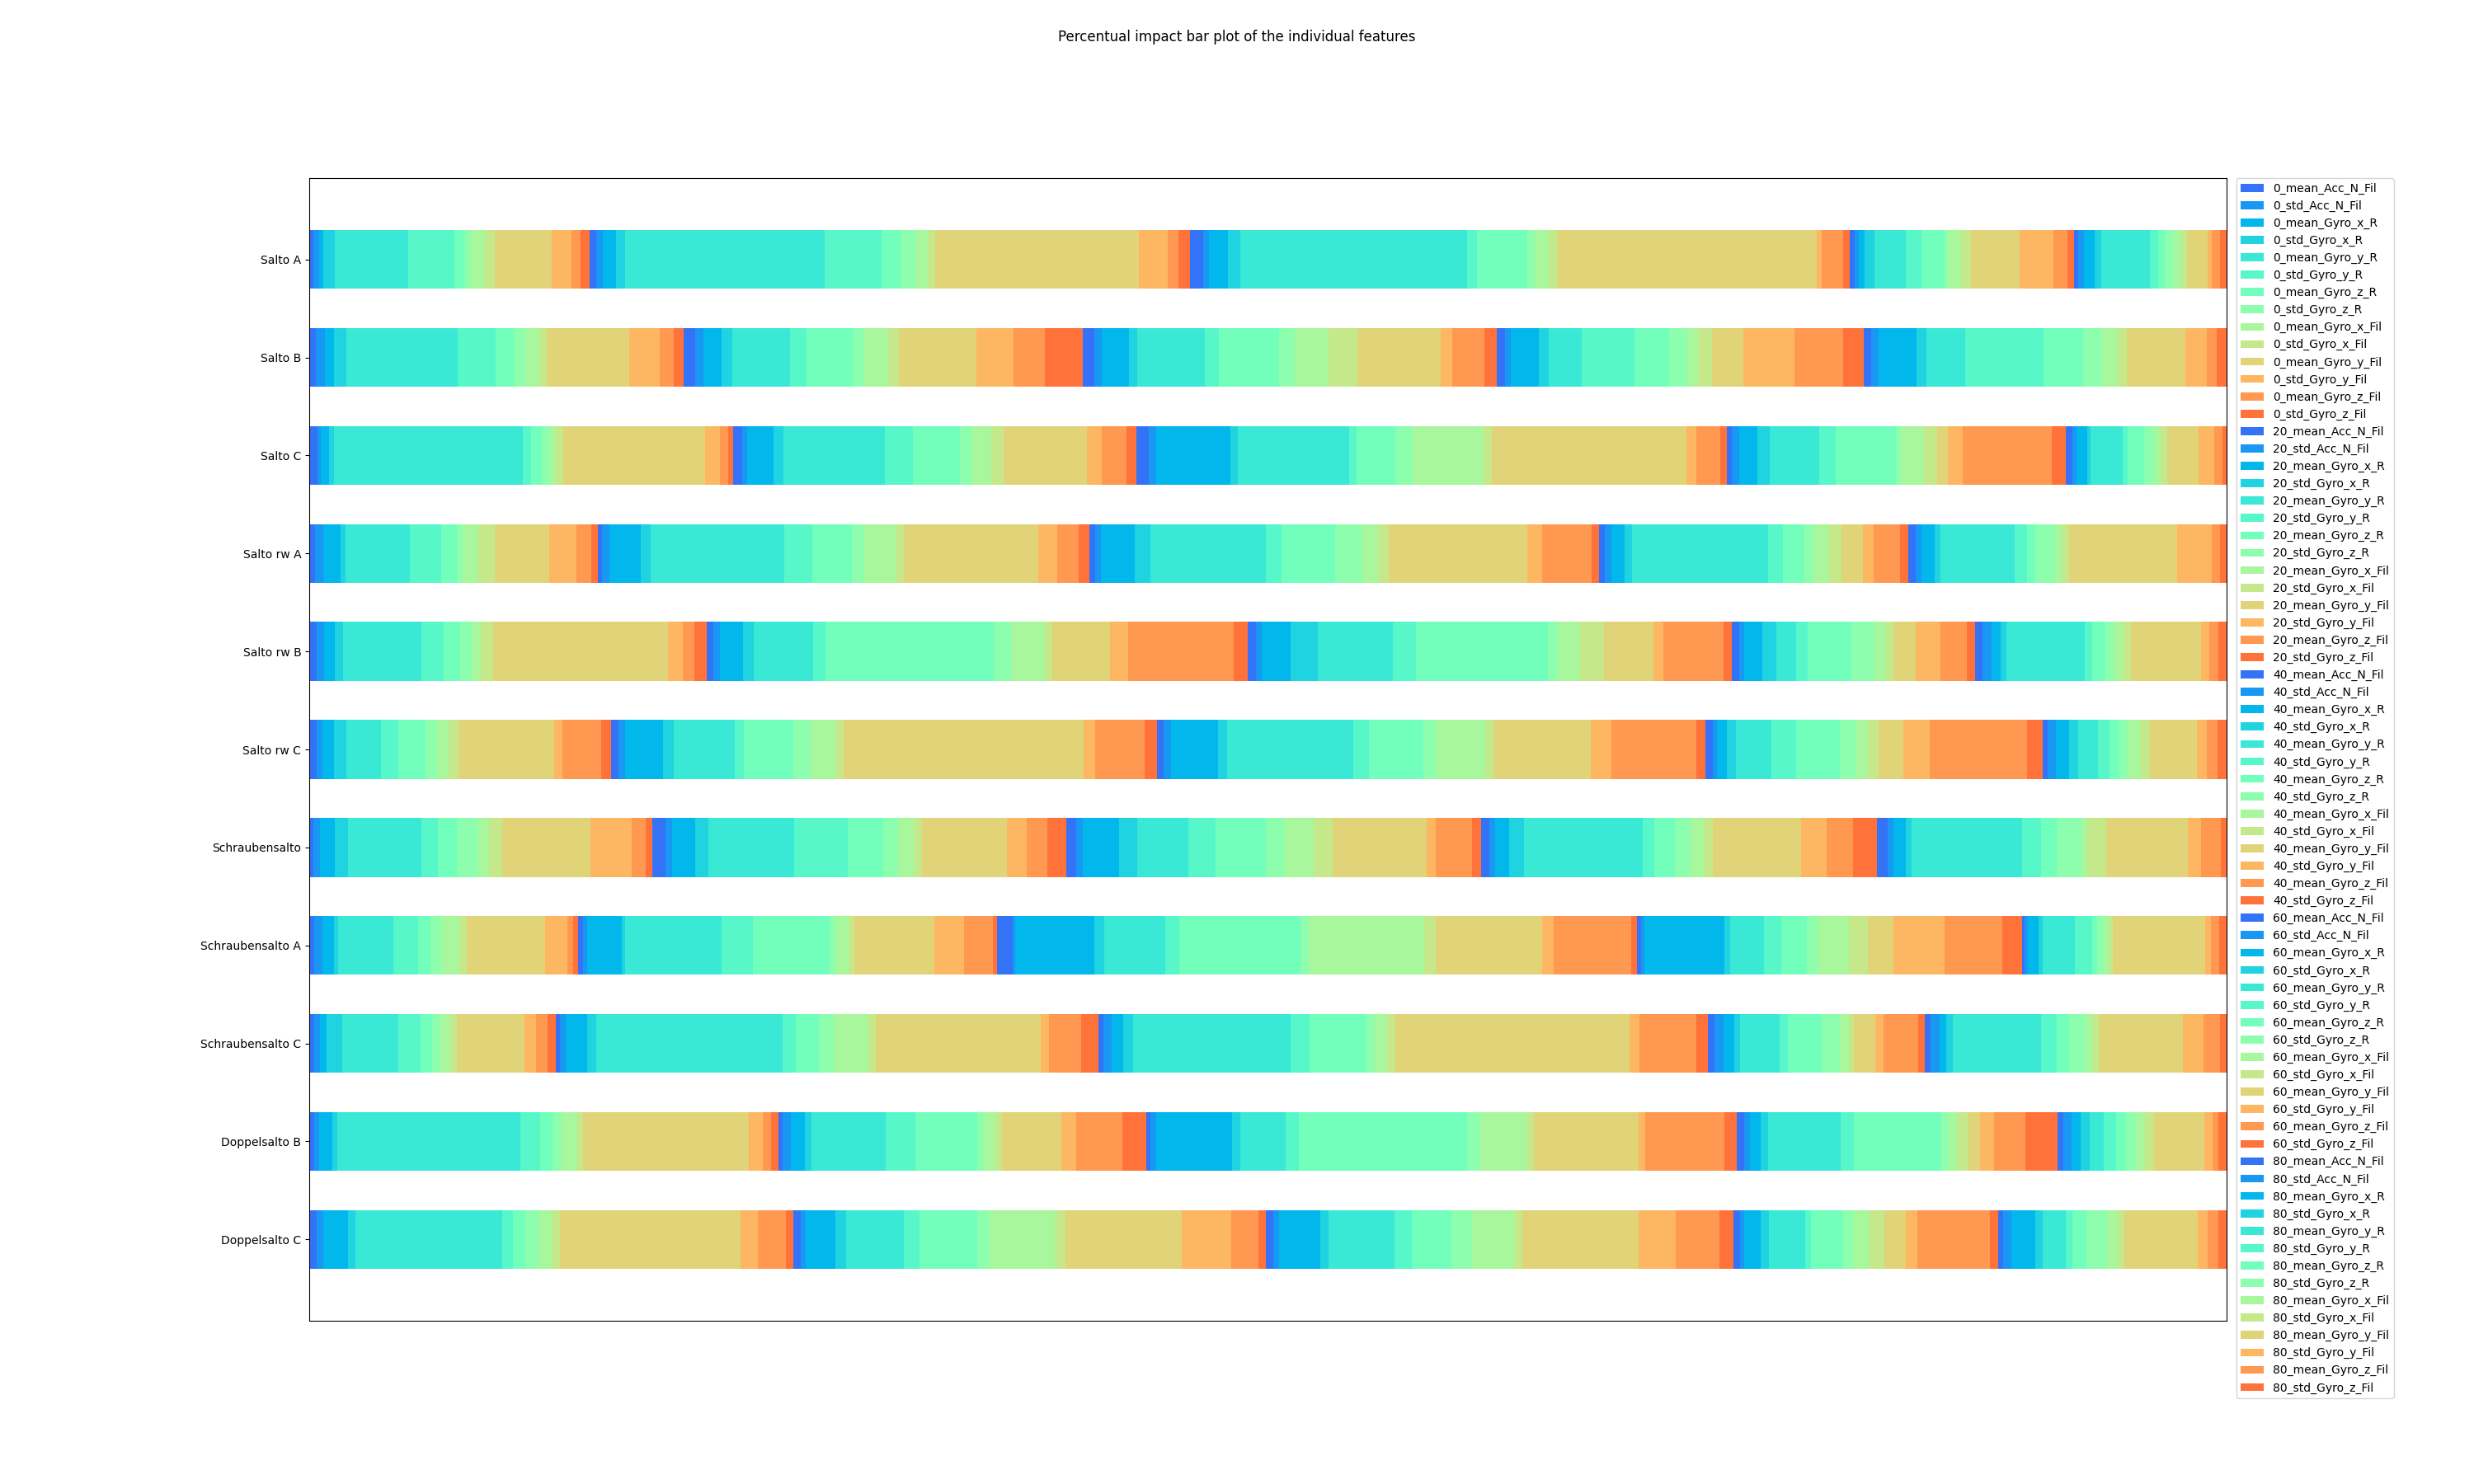 Percentual impact bar plot of the individual features
Salto A
Salto B
Salto C
Salto rw A
Salto rw B
Salto rw C
Schraubensalto
Schraubensalto A
Schraubensalto C
Doppelsalto B
Doppelsalto C
0_mean_Acc_N_Fil
0_std_Acc_N_Fil
0_mean_Gyro_x_R
0_std_Gyro_x_R
0_mean_Gyro_y_R
0_std_Gyro_y_R
0_mean_Gyro_z_R
0_std_Gyro_z_R
0_mean_Gyro_x_Fil
0_std_Gyro_x_Fil
0_mean_Gyro_y_Fil
0_std_Gyro_y_Fil
0_mean_Gyro_z_Fil
0_std_Gyro_z_Fil
20_mean_Acc_N_Fil
20_std_Acc_N_Fil
20_mean_Gyro_x_R
20_std_Gyro_x_R
20_mean_Gyro_y_R
20_std_Gyro_y_R
20_mean_Gyro_z_R
20_std_Gyro_z_R
20_mean_Gyro_x_Fil
20_std_Gyro_x_Fil
20_mean_Gyro_y_Fil
20_std_Gyro_y_Fil
20_mean_Gyro_z_Fil
20_std_Gyro_z_Fil
40_mean_Acc_N_Fil
40_std_Acc_N_Fil
40_mean_Gyro_x_R
40_std_Gyro_x_R
40_mean_Gyro_y_R
40_std_Gyro_y_R
40_mean_Gyro_z_R
40_std_Gyro_z_R
40_mean_Gyro_x_Fil
40_std_Gyro_x_Fil
40_mean_Gyro_y_Fil
40_std_Gyro_y_Fil
40_mean_Gyro_z_Fil
40_std_Gyro_z_Fil
60_mean_Acc_N_Fil
60_std_Acc_N_Fil
60_mean_Gyro_x_R
60_std_Gyro_x_R
60_mean_Gyro_y_R
60_std_Gyro_y_R
60_mean_Gyro_z_R
60_std_Gyro_z_R
60_mean_Gyro_x_Fil
60_std_Gyro_x_Fil
60_mean_Gyro_y_Fil
60_std_Gyro_y_Fil
60_mean_Gyro_z_Fil
60_std_Gyro_z_Fil
80_mean_Acc_N_Fil
80_std_Acc_N_Fil
80_mean_Gyro_x_R
80_std_Gyro_x_R
80_mean_Gyro_y_R
80_std_Gyro_y_R
80_mean_Gyro_z_R
80_std_Gyro_z_R
80_mean_Gyro_x_Fil
80_std_Gyro_x_Fil
80_mean_Gyro_y_Fil
80_std_Gyro_y_Fil
80_mean_Gyro_z_Fil
80_std_Gyro_z_Fil